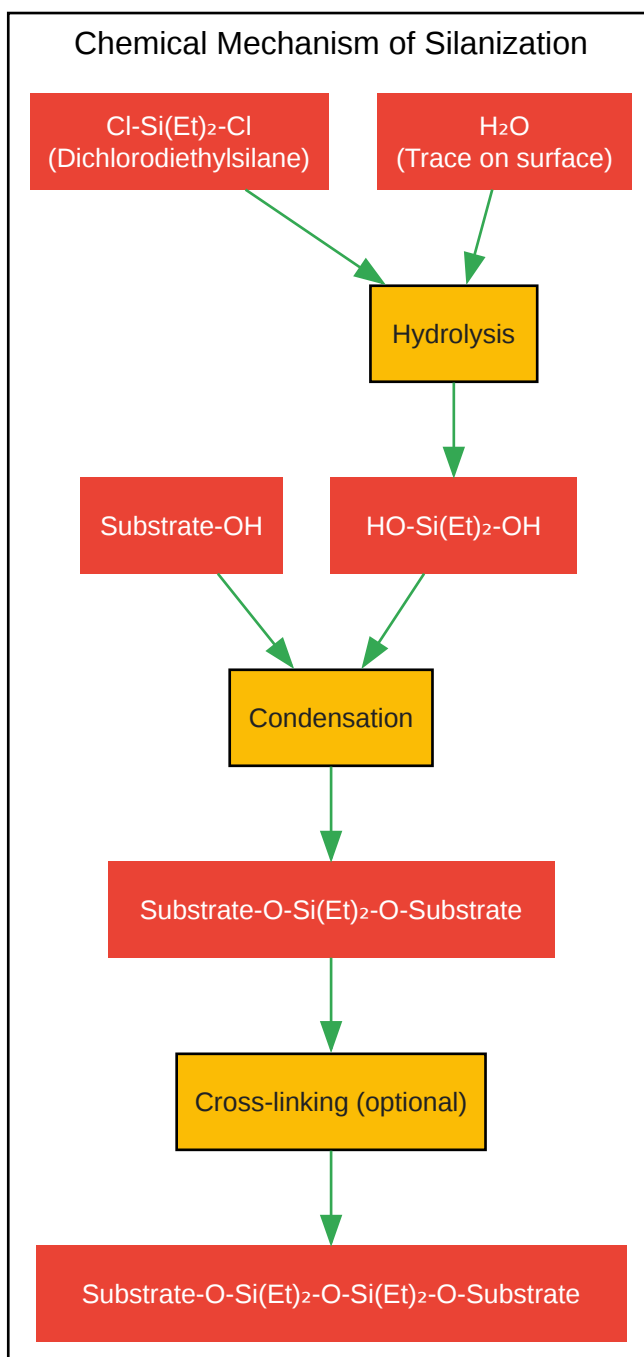 Chemical Mechanism of Silanization
Cl-Si(Et)₂-Cl
(Dichlorodiethylsilane)
H₂O
(Trace on surface)
Hydrolysis
Substrate-OH
HO-Si(Et)₂-OH
Condensation
Substrate-O-Si(Et)₂-O-Substrate
Cross-linking (optional)
Substrate-O-Si(Et)₂-O-Si(Et)₂-O-Substrate